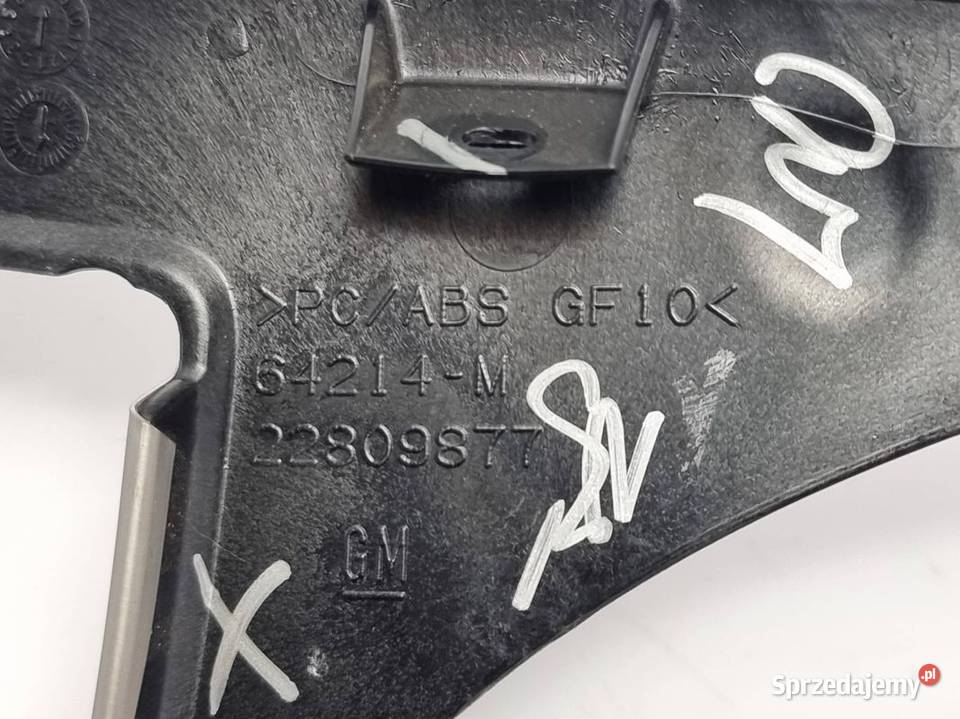 >PC/ABS GF10<
64214-M
22809877
GM
X
Sprzedajemy.pl